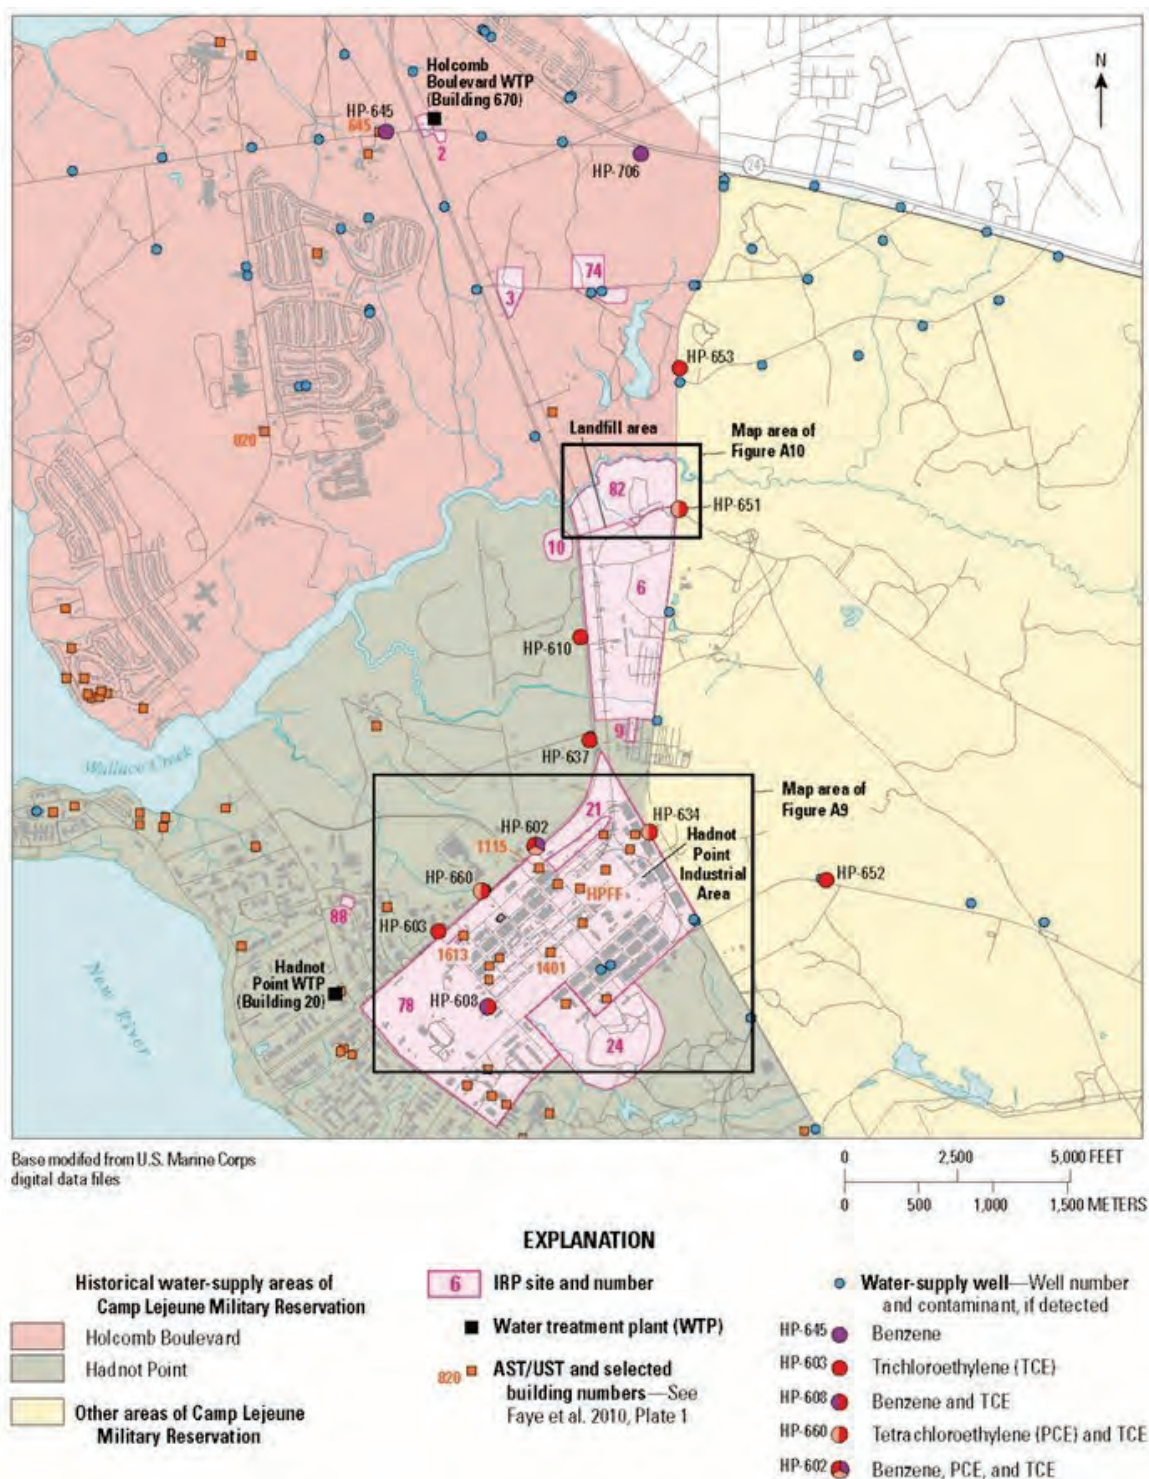 N
Holcomb
Boulevard WTP
(Building 670)
HP-645
645
2
HP-706
24
74
3
HP-653
820
Landfill area
Map area of
Figure A10
82
HP-651
10
6
HP-610
9
HP-637
Wallace Creek
Map area of
Figure A9
21
HP-634
HP-602
1115
Hadnot
Point
Industrial
Area
HP-660
HPFF
HP-652
88
HP-603
1613
1401
Hadnot
Point WTP
(Building 20)
New River
78
HP-608
24
Base modifed from U.S. Marine Corps
digital data files
0 2,500 5,000 FEET
0 500 1,000 1,500 METERS
EXPLANATION
Historical water-supply areas of
Camp Lejeune Military Reservation
Holcomb Boulevard
Hadnot Point
Other areas of Camp Lejeune
Military Reservation
6 IRP site and number
Water treatment plant (WTP)
820 AST/UST and selected
building numbers—See
Faye et al. 2010, Plate 1
Water-supply well—Well number
and contaminant, if detected
HP-645 Benzene
HP-603 Trichloroethylene (TCE)
HP-608 Benzene and TCE
HP-660 Tetrachloroethylene (PCE) and TCE
HP-602 Benzene, PCE, and TCE